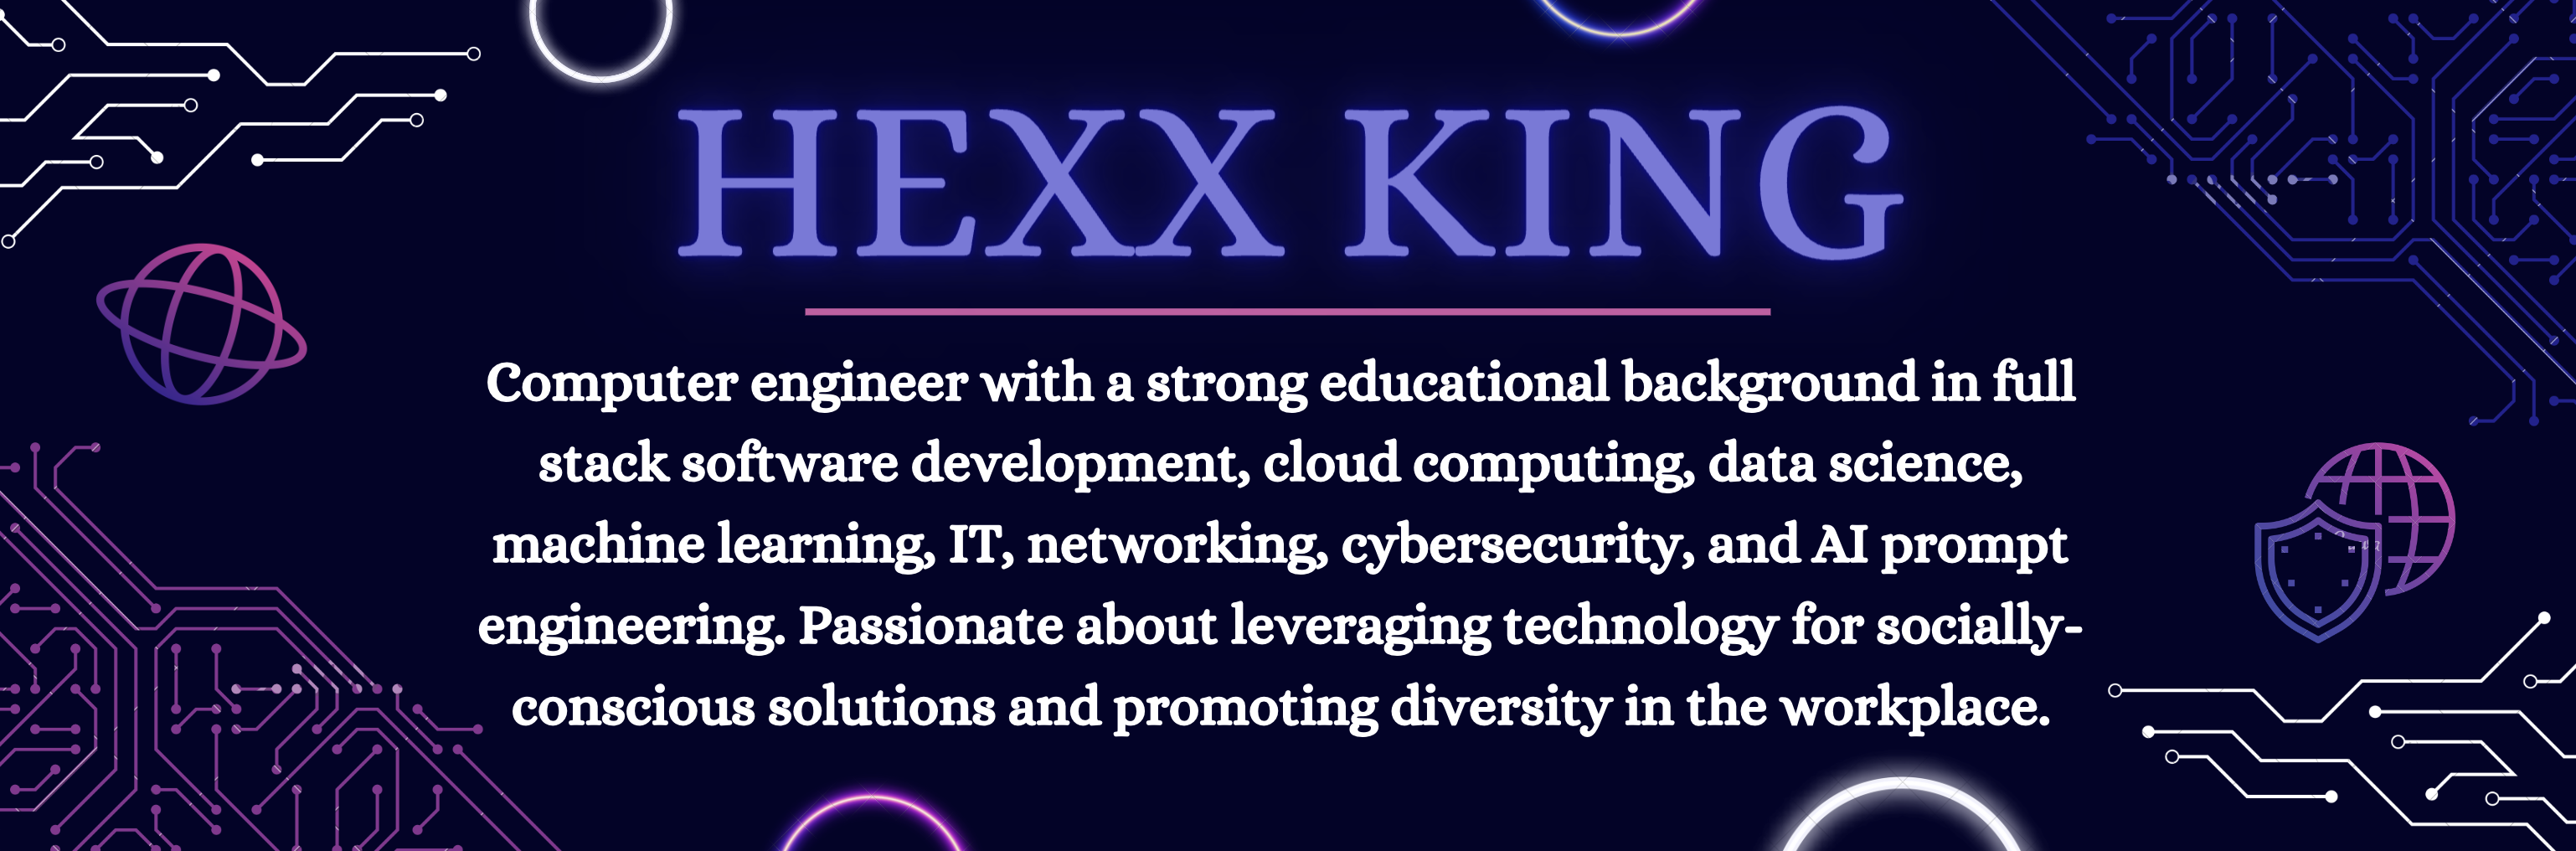 HEXX KING
Computer engineer with a strong educational background in full
stack software development, cloud computing, data science,
machine learning, IT, networking, cybersecurity, and AI prompt
engineering. Passionate about leveraging technology for socially-
conscious solutions and promoting diversity in the workplace.